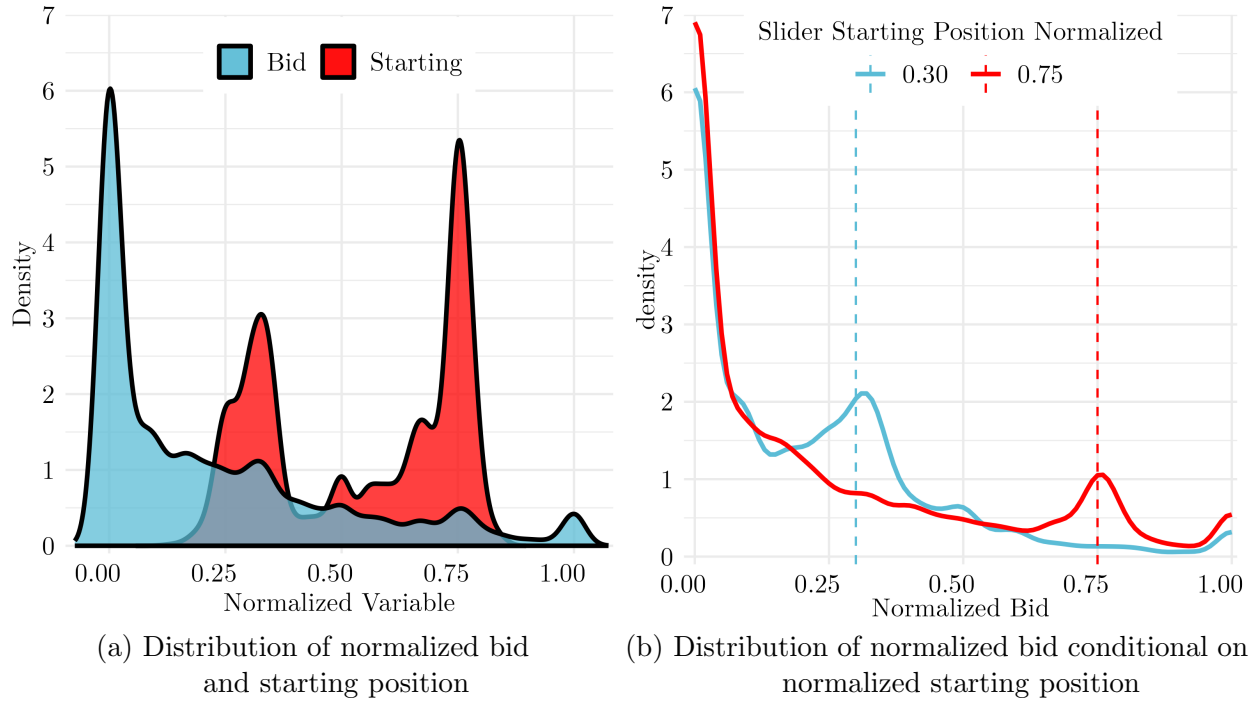 7
6
5
4
3
2
1
0
Density
Bid
Starting
0.00
0.25
0.50
0.75
1.00
Normalized Variable
(a) Distribution of normalized bid
and starting position
7
6
5
4
3
2
1
0
density
Slider Starting Position Normalized
0.30
0.75
0.00
0.25
0.50
0.75
1.00
Normalized Bid
(b) Distribution of normalized bid conditional on
normalized starting position